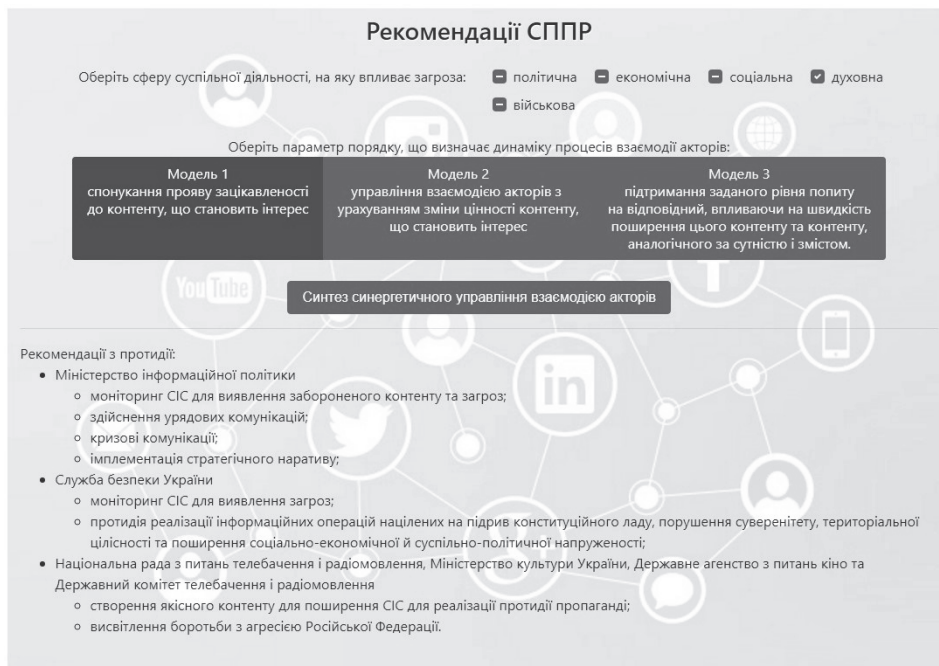 Рекомендації СППР
Оберіть сферу суспільної діяльності, на яку впливає загроза: політична економічна соціальна духовна
військова
Оберіть параметр порядку, що визначає динаміку процесів взаємодії акторів:
Модель 1
спонукання прояву зацікавленості
до контенту, що становить інтерес
Модель 2
управління взаємодією акторів з
урахуванням зміни цінності контенту,
що становить інтерес
Модель 3
підтримання заданого рівня попиту
на відповідний, впливаючи на швидкість
поширення цього контенту та контенту,
аналогічного за сутністю і змістом.
You Tube
Синтез синергетичного управління взаємодією акторів
in
Рекомендації з протидії:
Міністерство інформаційної політики
моніторинг СІС для виявлення забороненого контенту та загроз;
здійснення урядових комунікацій;
кризові комунікації;
імплементація стратегічного наративу;
Служба безпеки України
моніторинг СІС для виявлення загроз;
протидія реалізації інформаційних операцій націлених на підрив конституційного ладу, порушення суверенітету, територіальної
цілісності та поширення соціально-економічної й суспільно-політичної напруженості;
Національна рада з питань телебачення і радіомовлення, Міністерство культури України, Державне агенство з питань кіно та
Державний комітет телебачення і радіомовлення
створення якісного контенту для поширення СІС для реалізації протидії пропаганді;
висвітлення боротьби з агресією Російської Федерації.